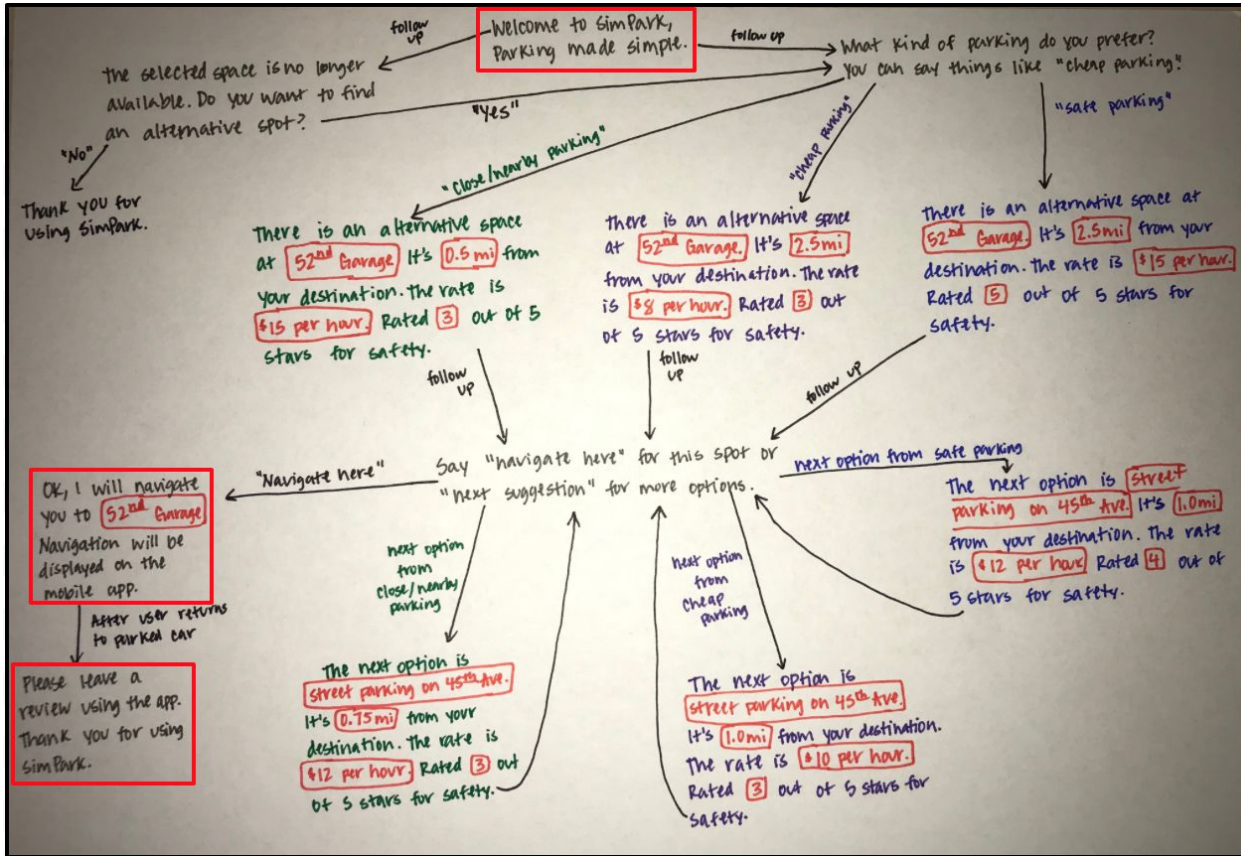 Welcome to SimPark,
Parking made simple.
follow
up
follow up
The selected space is no longer
available. Do you want to find
an alternative spot?
What kind of parking do you prefer?
You can say things like "cheap parking."
"Yes"
"No"
Thank you for
using SimPark.
"Close/nearby parking"
"Cheap parking"
"safe parking"
There is an alternative space
at 52nd Garage. It's 0.5 mi from
your destination. The rate is
$15 per hour. Rated 3 out of 5
stars for safety.
There is an alternative space
at 52nd Garage. It's 2.5mi
from your destination. The rate
is $8 per hour. Rated 3 out
of 5 stars for safety.
There is an alternative space at
52nd Garage. It's 2.5mi from your
destination. The rate is $15 per hour.
Rated 5 out of 5 stars for
safety.
follow
up
follow
up
follow up
Say "navigate here" for this spot or
"next suggestion" for more options.
"Navigate here"
OK, I will navigate
you to 52nd Garage
Navigation will be
displayed on the
mobile app.
After user returns
to parked car
Please leave a
review using the app.
Thank you for using
SimPark.
next option
from
close/nearby
parking
The next option is
street parking on 45th Ave.
It's 0.75mi from your
destination. The rate is
$12 per hour. Rated 3 out
of 5 stars for safety.
next option
from
cheap
parking
The next option is
street parking on 45th Ave.
It's 1.0mi from your destination.
The rate is $10 per hour.
Rated 3 out of 5 stars for
safety.
next option from safe parking
The next option is street
parking on 45th Ave. It's 1.0mi
from your destination. The rate
is $12 per hour Rated 4 out of
5 stars for safety.